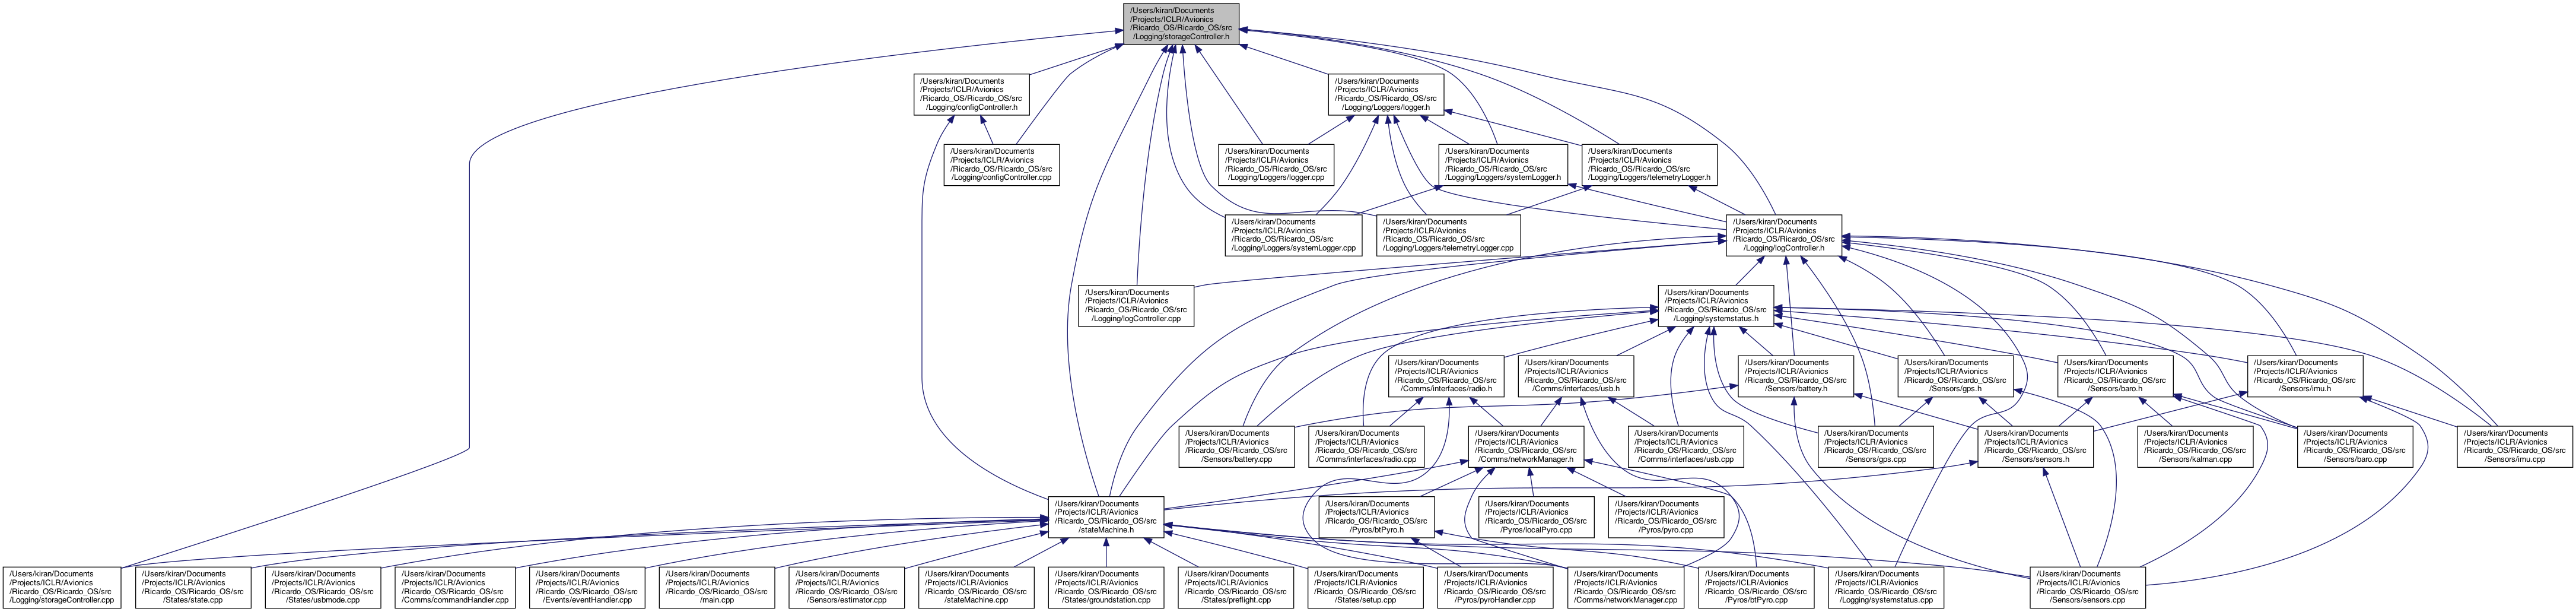 /Users/kiran/Documents
/Projects/ICLR/Avionics
/Ricardo_OS/Ricardo_OS/src
/Logging/storageController.h
/Users/kiran/Documents
/Projects/ICLR/Avionics
/Ricardo_OS/Ricardo_OS/src
/Logging/configController.h
/Users/kiran/Documents
/Projects/ICLR/Avionics
/Ricardo_OS/Ricardo_OS/src
/Logging/Loggers/logger.h
/Users/kiran/Documents
/Projects/ICLR/Avionics
/Ricardo_OS/Ricardo_OS/src
/Logging/configController.cpp
/Users/kiran/Documents
/Projects/ICLR/Avionics
/Ricardo_OS/Ricardo_OS/src
/Logging/Loggers/logger.cpp
/Users/kiran/Documents
/Projects/ICLR/Avionics
/Ricardo_OS/Ricardo_OS/src
/Logging/Loggers/systemLogger.h
/Users/kiran/Documents
/Projects/ICLR/Avionics
/Ricardo_OS/Ricardo_OS/src
/Logging/Loggers/telemetryLogger.h
/Users/kiran/Documents
/Projects/ICLR/Avionics
/Ricardo_OS/Ricardo_OS/src
/Logging/Loggers/systemLogger.cpp
/Users/kiran/Documents
/Projects/ICLR/Avionics
/Ricardo_OS/Ricardo_OS/src
/Logging/Loggers/telemetryLogger.cpp
/Users/kiran/Documents
/Projects/ICLR/Avionics
/Ricardo_OS/Ricardo_OS/src
/Logging/logController.h
/Users/kiran/Documents
/Projects/ICLR/Avionics
/Ricardo_OS/Ricardo_OS/src
/Logging/logController.cpp
/Users/kiran/Documents
/Projects/ICLR/Avionics
/Ricardo_OS/Ricardo_OS/src
/Logging/systemstatus.h
/Users/kiran/Documents
/Projects/ICLR/Avionics
/Ricardo_OS/Ricardo_OS/src
/Comms/interfaces/radio.h
/Users/kiran/Documents
/Projects/ICLR/Avionics
/Ricardo_OS/Ricardo_OS/src
/Comms/interfaces/usb.h
/Users/kiran/Documents
/Projects/ICLR/Avionics
/Ricardo_OS/Ricardo_OS/src
/Sensors/battery.h
/Users/kiran/Documents
/Projects/ICLR/Avionics
/Ricardo_OS/Ricardo_OS/src
/Sensors/gps.h
/Users/kiran/Documents
/Projects/ICLR/Avionics
/Ricardo_OS/Ricardo_OS/src
/Sensors/baro.h
/Users/kiran/Documents
/Projects/ICLR/Avionics
/Ricardo_OS/Ricardo_OS/src
/Sensors/imu.h
/Users/kiran/Documents
/Projects/ICLR/Avionics
/Ricardo_OS/Ricardo_OS/src
/Sensors/battery.cpp
/Users/kiran/Documents
/Projects/ICLR/Avionics
/Ricardo_OS/Ricardo_OS/src
/Comms/interfaces/radio.cpp
/Users/kiran/Documents
/Projects/ICLR/Avionics
/Ricardo_OS/Ricardo_OS/src
/Comms/networkManager.h
/Users/kiran/Documents
/Projects/ICLR/Avionics
/Ricardo_OS/Ricardo_OS/src
/Comms/interfaces/usb.cpp
/Users/kiran/Documents
/Projects/ICLR/Avionics
/Ricardo_OS/Ricardo_OS/src
/Sensors/gps.cpp
/Users/kiran/Documents
/Projects/ICLR/Avionics
/Ricardo_OS/Ricardo_OS/src
/Sensors/sensors.h
/Users/kiran/Documents
/Projects/ICLR/Avionics
/Ricardo_OS/Ricardo_OS/src
/Sensors/kalman.cpp
/Users/kiran/Documents
/Projects/ICLR/Avionics
/Ricardo_OS/Ricardo_OS/src
/Sensors/baro.cpp
/Users/kiran/Documents
/Projects/ICLR/Avionics
/Ricardo_OS/Ricardo_OS/src
/Sensors/imu.cpp
/Users/kiran/Documents
/Projects/ICLR/Avionics
/Ricardo_OS/Ricardo_OS/src
/stateMachine.h
/Users/kiran/Documents
/Projects/ICLR/Avionics
/Ricardo_OS/Ricardo_OS/src
/Pyros/btPyro.h
/Users/kiran/Documents
/Projects/ICLR/Avionics
/Ricardo_OS/Ricardo_OS/src
/Pyros/localPyro.cpp
/Users/kiran/Documents
/Projects/ICLR/Avionics
/Ricardo_OS/Ricardo_OS/src
/Pyros/pyro.cpp
/Users/kiran/Documents
/Projects/ICLR/Avionics
/Ricardo_OS/Ricardo_OS/src
/Logging/storageController.cpp
/Users/kiran/Documents
/Projects/ICLR/Avionics
/Ricardo_OS/Ricardo_OS/src
/States/state.cpp
/Users/kiran/Documents
/Projects/ICLR/Avionics
/Ricardo_OS/Ricardo_OS/src
/States/usbmode.cpp
/Users/kiran/Documents
/Projects/ICLR/Avionics
/Ricardo_OS/Ricardo_OS/src
/Comms/commandHandler.cpp
/Users/kiran/Documents
/Projects/ICLR/Avionics
/Ricardo_OS/Ricardo_OS/src
/Events/eventHandler.cpp
/Users/kiran/Documents
/Projects/ICLR/Avionics
/Ricardo_OS/Ricardo_OS/src
/main.cpp
/Users/kiran/Documents
/Projects/ICLR/Avionics
/Ricardo_OS/Ricardo_OS/src
/Sensors/estimator.cpp
/Users/kiran/Documents
/Projects/ICLR/Avionics
/Ricardo_OS/Ricardo_OS/src
/stateMachine.cpp
/Users/kiran/Documents
/Projects/ICLR/Avionics
/Ricardo_OS/Ricardo_OS/src
/States/groundstation.cpp
/Users/kiran/Documents
/Projects/ICLR/Avionics
/Ricardo_OS/Ricardo_OS/src
/States/preflight.cpp
/Users/kiran/Documents
/Projects/ICLR/Avionics
/Ricardo_OS/Ricardo_OS/src
/States/setup.cpp
/Users/kiran/Documents
/Projects/ICLR/Avionics
/Ricardo_OS/Ricardo_OS/src
/Pyros/pyroHandler.cpp
/Users/kiran/Documents
/Projects/ICLR/Avionics
/Ricardo_OS/Ricardo_OS/src
/Comms/networkManager.cpp
/Users/kiran/Documents
/Projects/ICLR/Avionics
/Ricardo_OS/Ricardo_OS/src
/Pyros/btPyro.cpp
/Users/kiran/Documents
/Projects/ICLR/Avionics
/Ricardo_OS/Ricardo_OS/src
/Logging/systemstatus.cpp
/Users/kiran/Documents
/Projects/ICLR/Avionics
/Ricardo_OS/Ricardo_OS/src
/Sensors/sensors.cpp